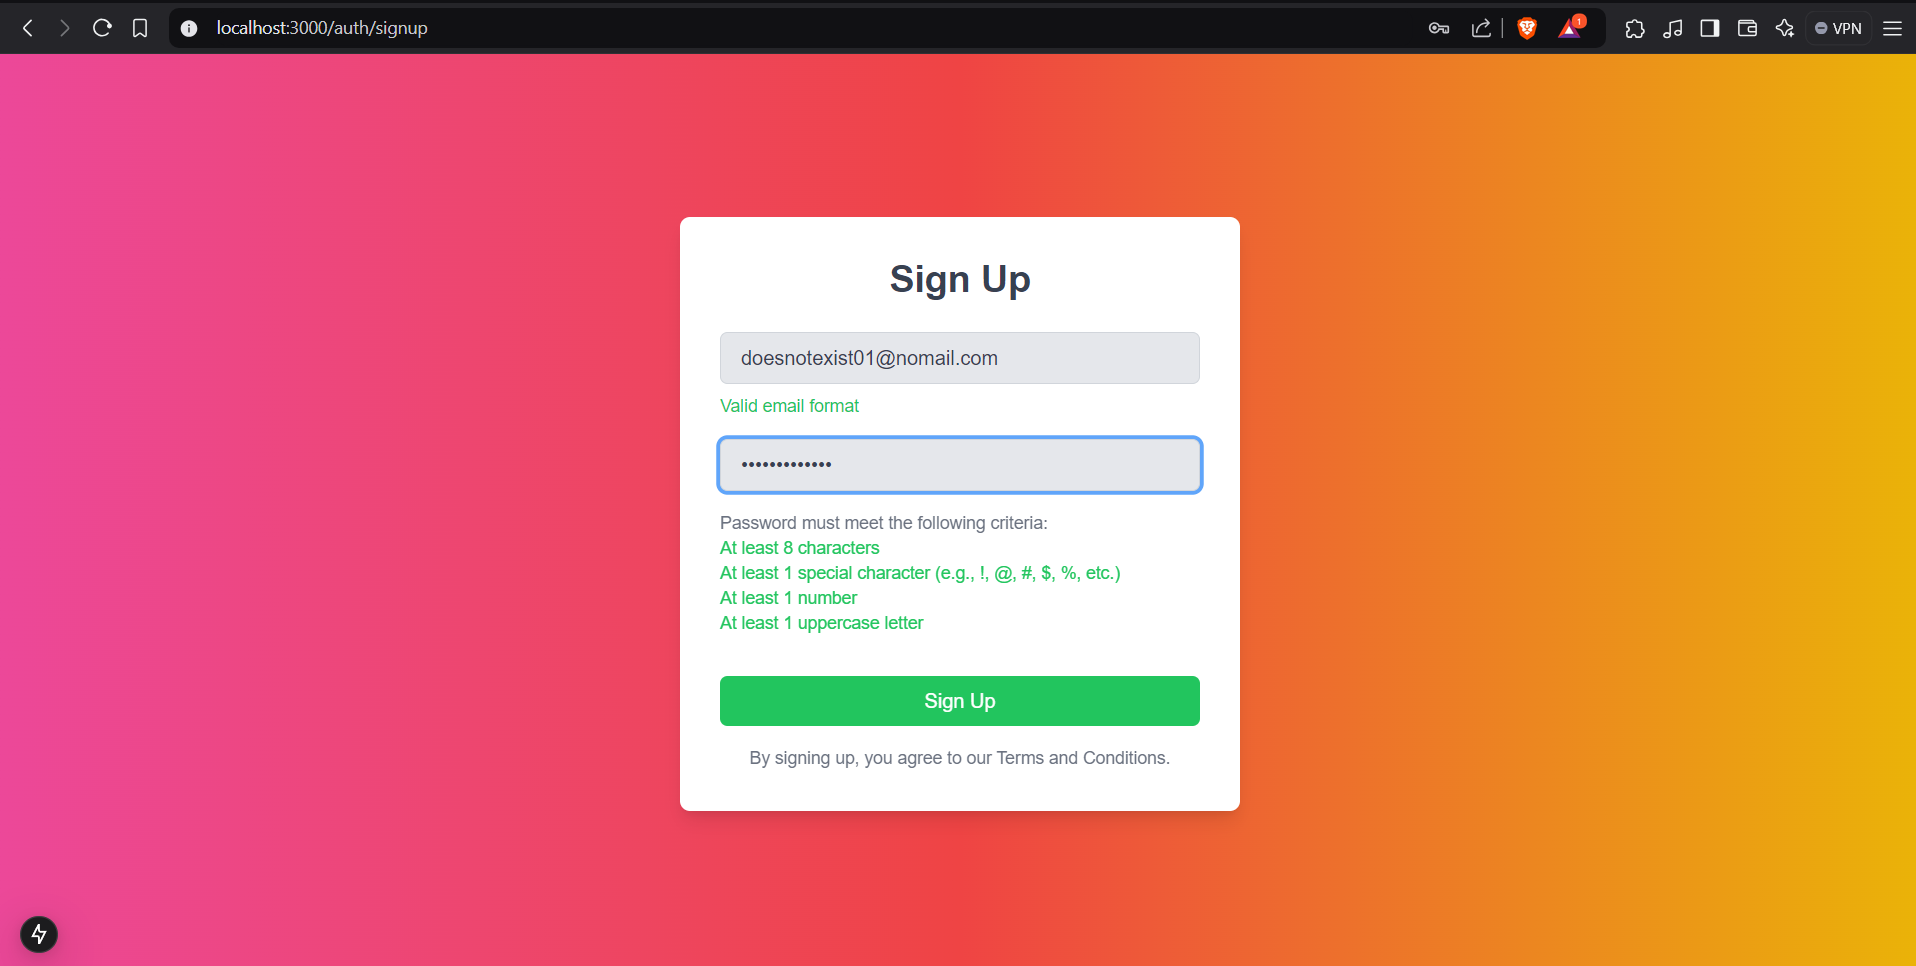 localhost:3000/auth/signup
1
VPN
Sign Up
doesnotexist01@nomail.com
Valid email format
•••••••••••••
Password must meet the following criteria:
At least 8 characters
At least 1 special character (e.g., !, @, #, $, %, etc.)
At least 1 number
At least 1 uppercase letter
Sign Up
By signing up, you agree to our Terms and Conditions.